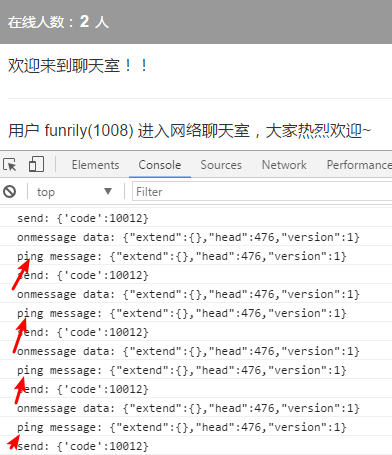 在线人数：2 人
欢迎来到聊天室！！
用户 funrily(1008) 进入网络聊天室，大家热烈欢迎~
Elements Console Sources Network Performance
top Filter
send: {'code':10012}
onmessage data: {"extend":{},"head":476,"version":1}
ping message: {"extend":{},"head":476,"version":1}
send: {'code':10012}
onmessage data: {"extend":{},"head":476,"version":1}
ping message: {"extend":{},"head":476,"version":1}
send: {'code':10012}
onmessage data: {"extend":{},"head":476,"version":1}
ping message: {"extend":{},"head":476,"version":1}
send: {'code':10012}
onmessage data: {"extend":{},"head":476,"version":1}
ping message: {"extend":{},"head":476,"version":1}
send: {'code':10012}